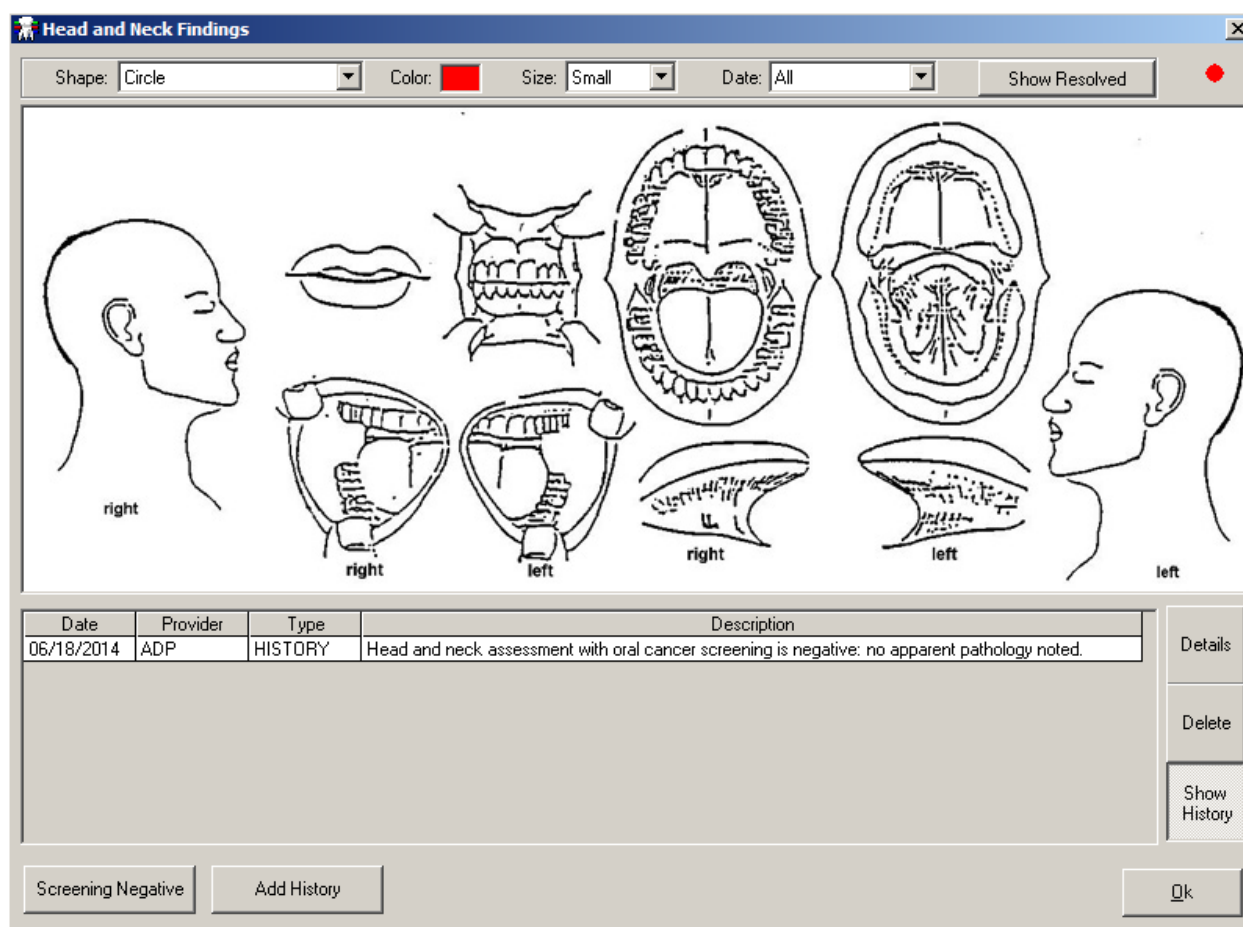 Head and Neck Findings
Shape: Circle Color: Size: Small Date: All Show Resolved
right
right
left
right
left
left
Date Provider Type Description
06/18/2014 ADP HISTORY Head and neck assessment with oral cancer screening is negative: no apparent pathology noted.
Details
Delete
Show
History
Screening Negative Add History Ok